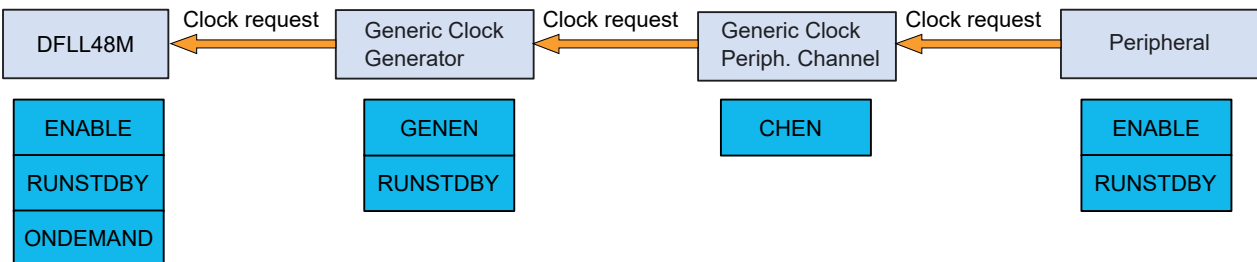 Clock request
Clock request
Clock request
DFLL48M
Generic Clock
Generator
Generic Clock
Periph. Channel
Peripheral
ENABLE
GENEN
CHEN
ENABLE
RUNSTDBY
RUNSTDBY
RUNSTDBY
ONDEMAND